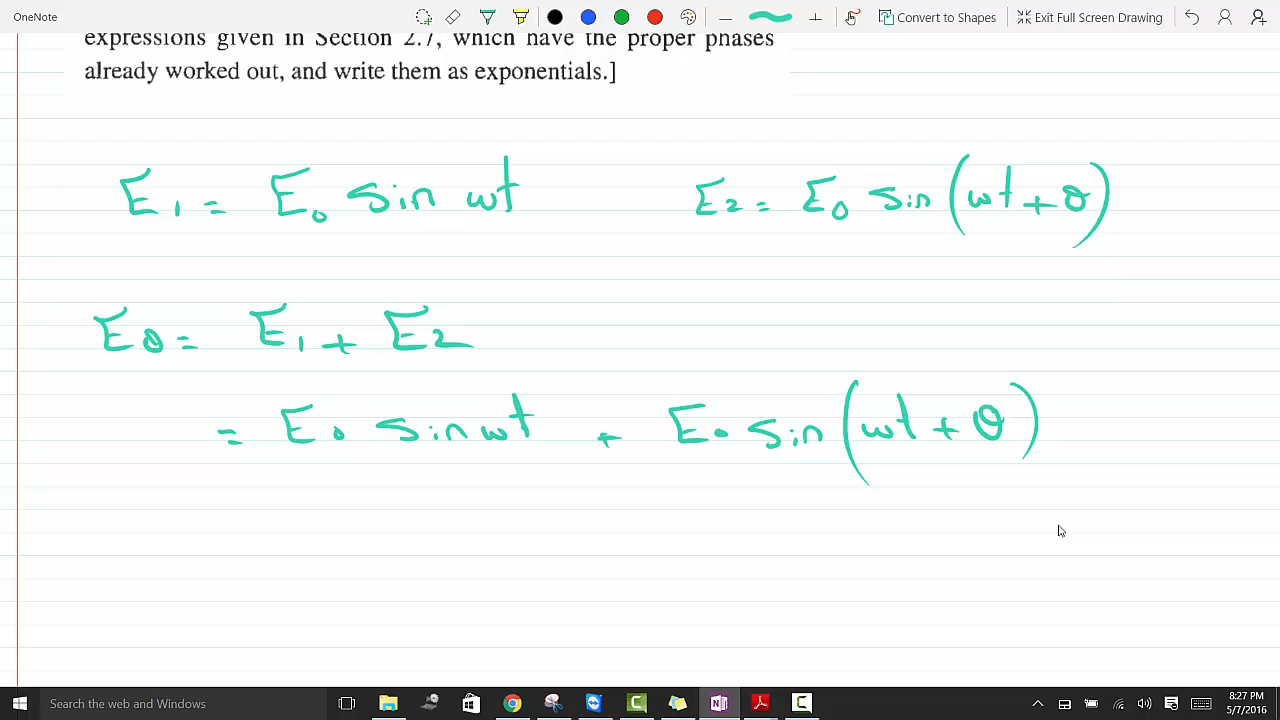 OneNote
Convert to Shapes
Exit Full Screen Drawing
expressions given in Section 2.7, which have the proper phases
already worked out, and write them as exponentials.]
E₁ = E₀ sin ωt
E₂ = E₀ sin (ωt + θ)
Eθ = E₁ + E₂
= E₀ sin ωt + E₀ sin (ωt + θ)
Search the web and Windows
8:27 PM
5/7/2016